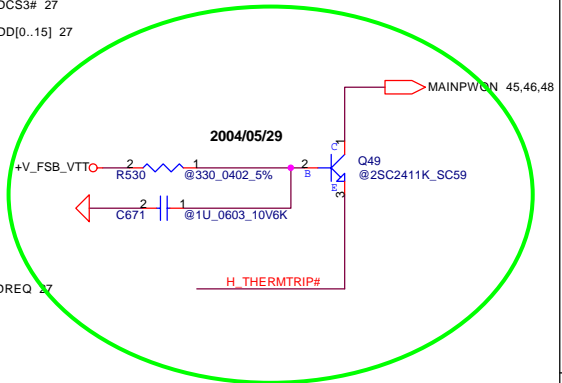 DCS3# 27
DD[0..15] 27
MAINPWON 45,46,48
2004/05/29
C
1
+V_FSB_VTT
2
1
2
B
Q49
R530
@330_0402_5%
@2SC2411K_SC59
E
3
2
1
C671
@1U_0603_10V6K
H_THERMTRIP#
DREQ 27